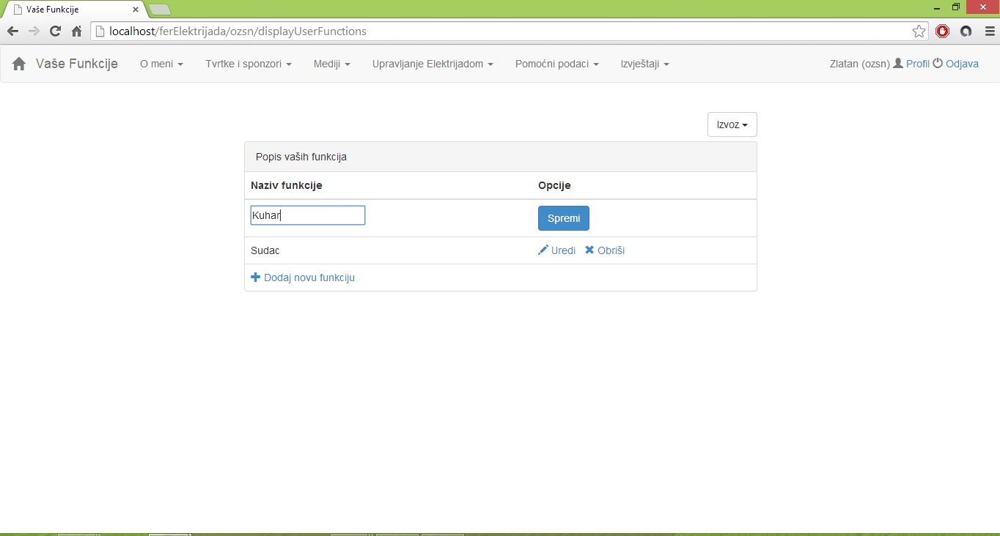 Vaše Funkcije
localhost/ferElektrijada/ozsn/displayUserFunctions
Vaše Funkcije O meni Tvrtke i sponzori Mediji Upravljanje Elektrijadom Pomoćni podaci Izvještaji Zlatan (ozsn) Profil Odjava
Izvoz
Popis vaših funkcija
Naziv funkcije Opcije
Kuhar Spremi
Sudac Uredi Obriši
Dodaj novu funkciju